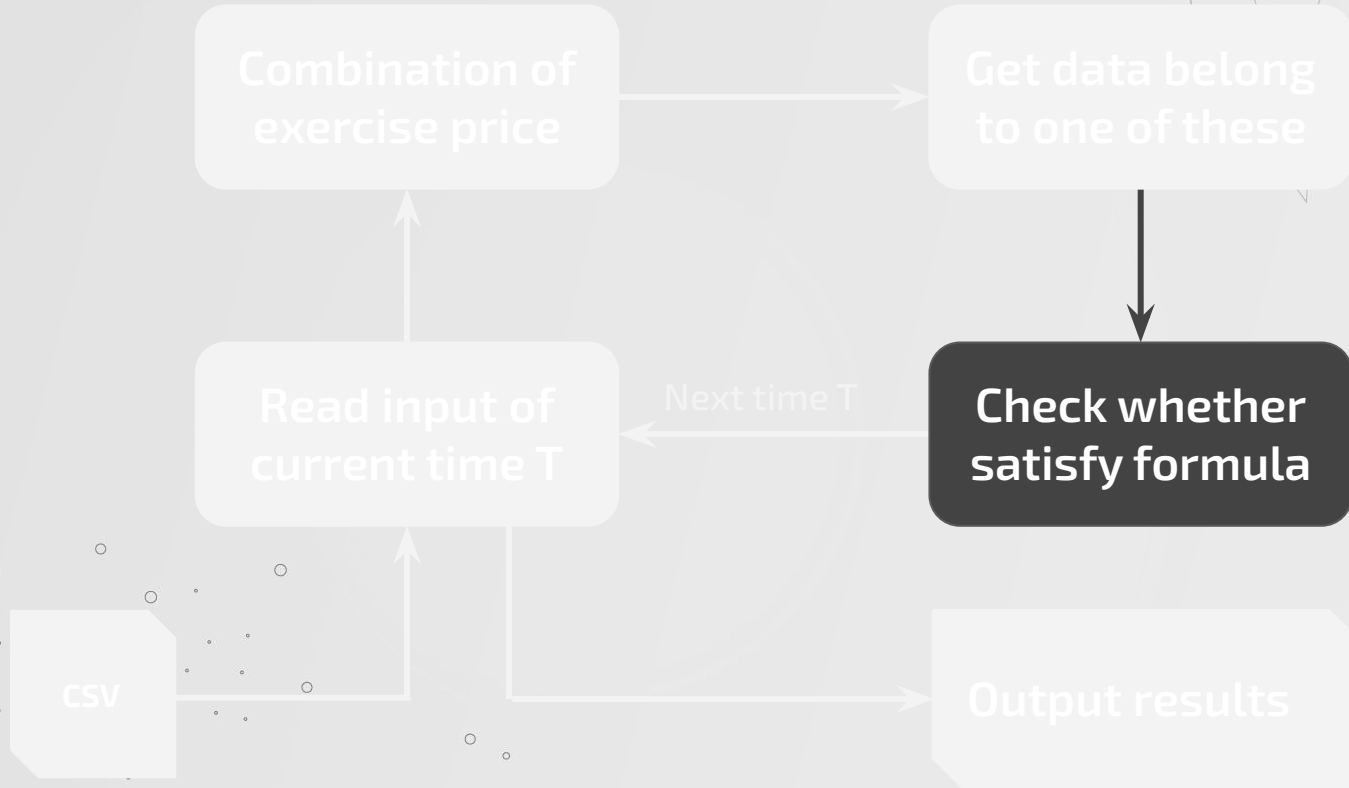 Combination of
exercise price
Get data belong
to one of these
Read input of
current time T
Next time T
Check whether
satisfy formula
CSV
Output results